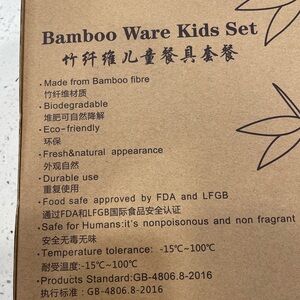 Bamboo Ware Kids Set
竹纤维儿童餐具套餐
· Made from Bamboo fibre
竹纤维材质
· Biodegradable
堆肥可自然降解
· Eco-friendly
环保
· Fresh&natural appearance
外观自然
· Durable use
重复使用
· Food safe approved by FDA and LFGB
通过FDA和LFGB国际食品安全认证
· Safe for Humans:it's nonpoisonous and non fragrant
安全无毒无味
· Temperature tolerance: -15℃~100℃
耐受温度:-15℃~100℃
· Products Standard:GB-4806.8-2016
执行标准：GB-4806.8-2016